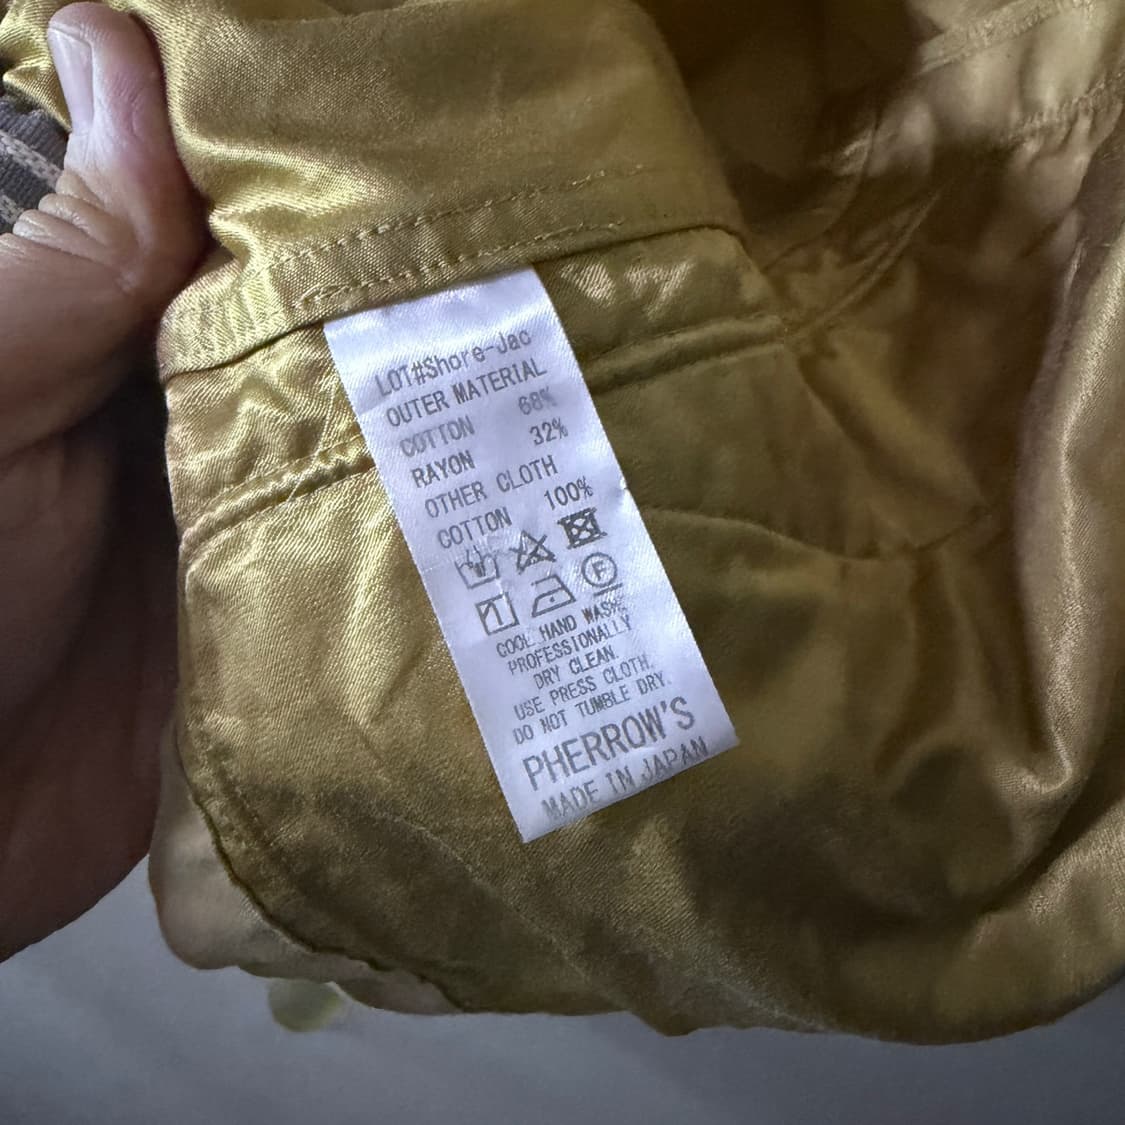 LOT#Shore-Jac
OUTER MATERIAL
COTTON 68%
RAYON 32%
OTHER CLOTH
COTTON 100%
F
COOL HAND WASH.
PROFESSIONALLY
DRY CLEAN.
USE PRESS CLOTH.
DO NOT TUMBLE DRY.
PHERROW'S
MADE IN JAPAN